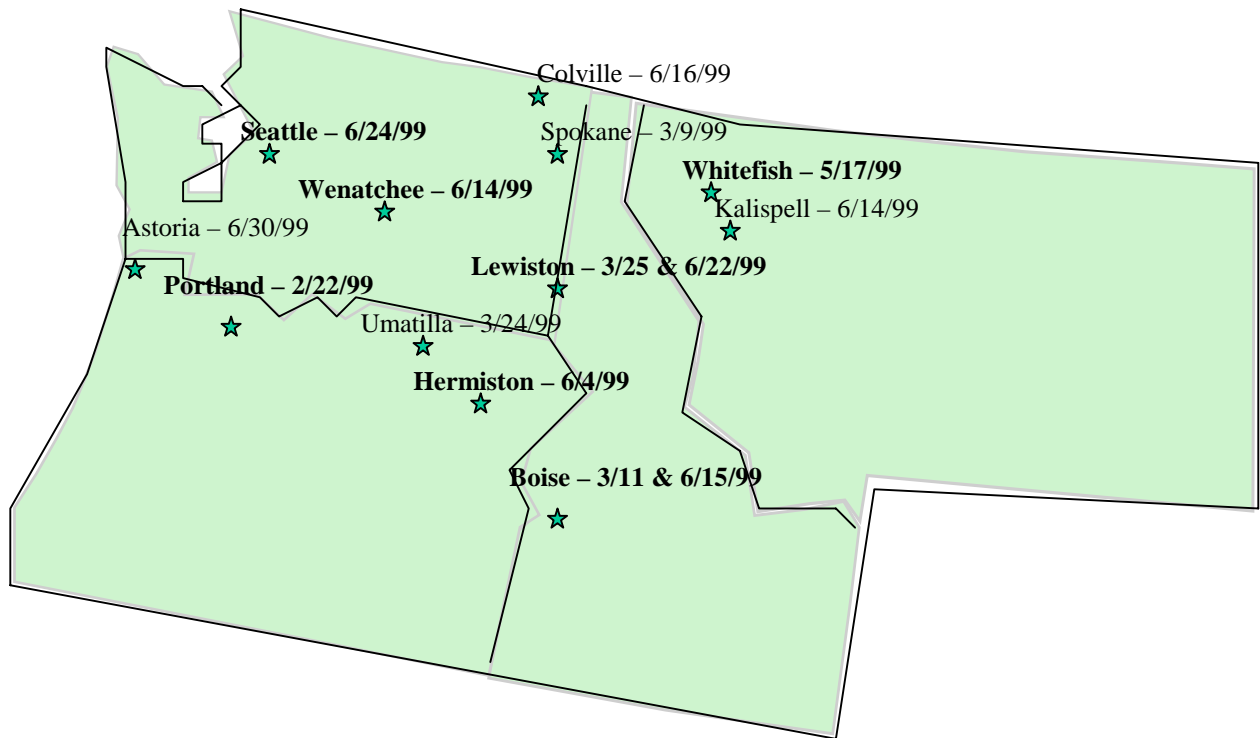 Colville – 6/16/99
Seattle – 6/24/99
Spokane – 3/9/99
Whitefish – 5/17/99
Wenatchee – 6/14/99
Kalispell – 6/14/99
Astoria – 6/30/99
Lewiston – 3/25 & 6/22/99
Portland – 2/22/99
Umatilla – 3/24/99
Hermiston – 6/4/99
Boise – 3/11 & 6/15/99